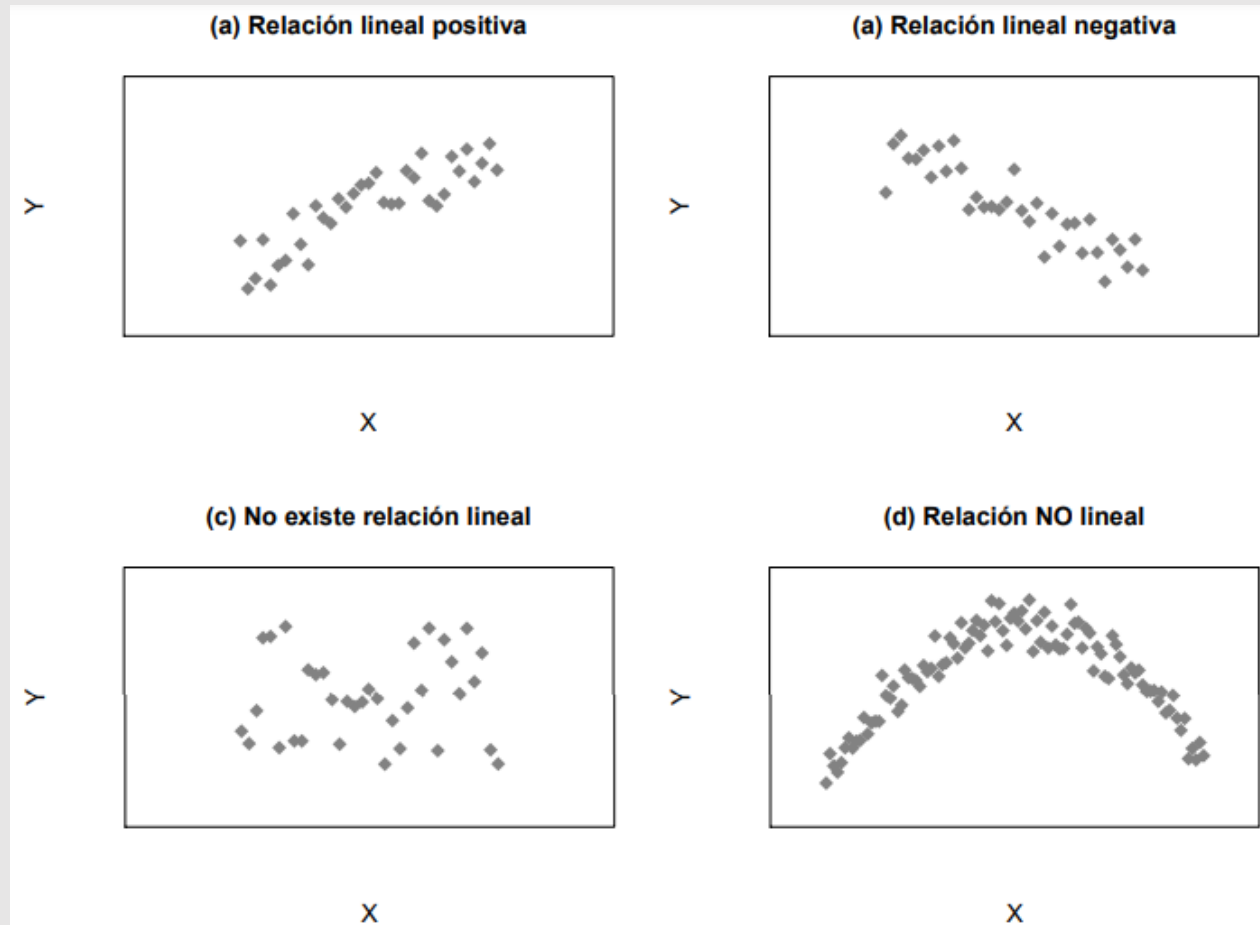 (a) Relación lineal positiva
(a) Relación lineal negativa
Y
Y
X
X
(c) No existe relación lineal
(d) Relación NO lineal
Y
Y
X
X